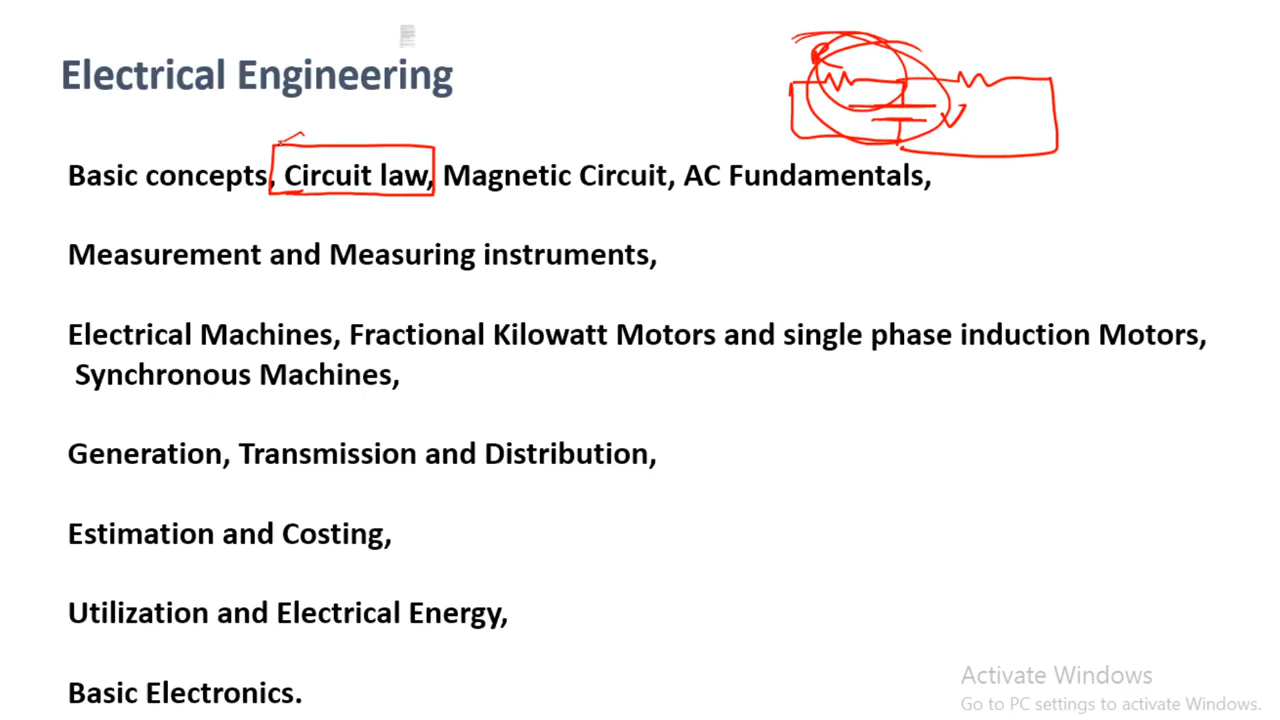 Electrical Engineering
V
Basic concepts, Circuit law, Magnetic Circuit, AC Fundamentals,
Measurement and Measuring instruments,
Electrical Machines, Fractional Kilowatt Motors and single phase induction Motors,
Synchronous Machines,
Generation, Transmission and Distribution,
Estimation and Costing,
Utilization and Electrical Energy,
Basic Electronics.
Activate Windows
Go to PC settings to activate Windows.